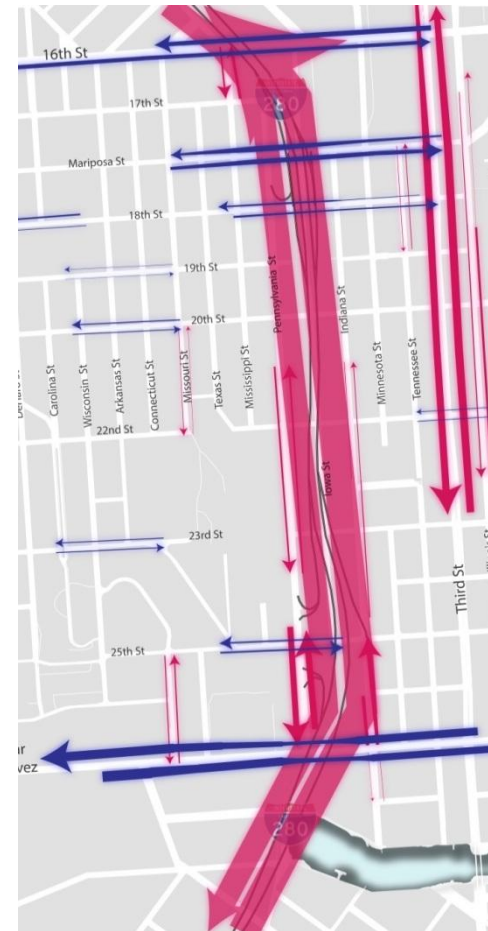 16th St
280
17th St
Mariposa St
18th St
19th St
Pennsylvania St
Indiana St
20th St
Carolina St
Wisconsin St
Arkansas St
Connecticut St
Missouri St
Texas St
Mississippi St
Minnesota St
Tennessee St
22nd St
Iowa St
23rd St
Third St
25th St
ar
vez
280